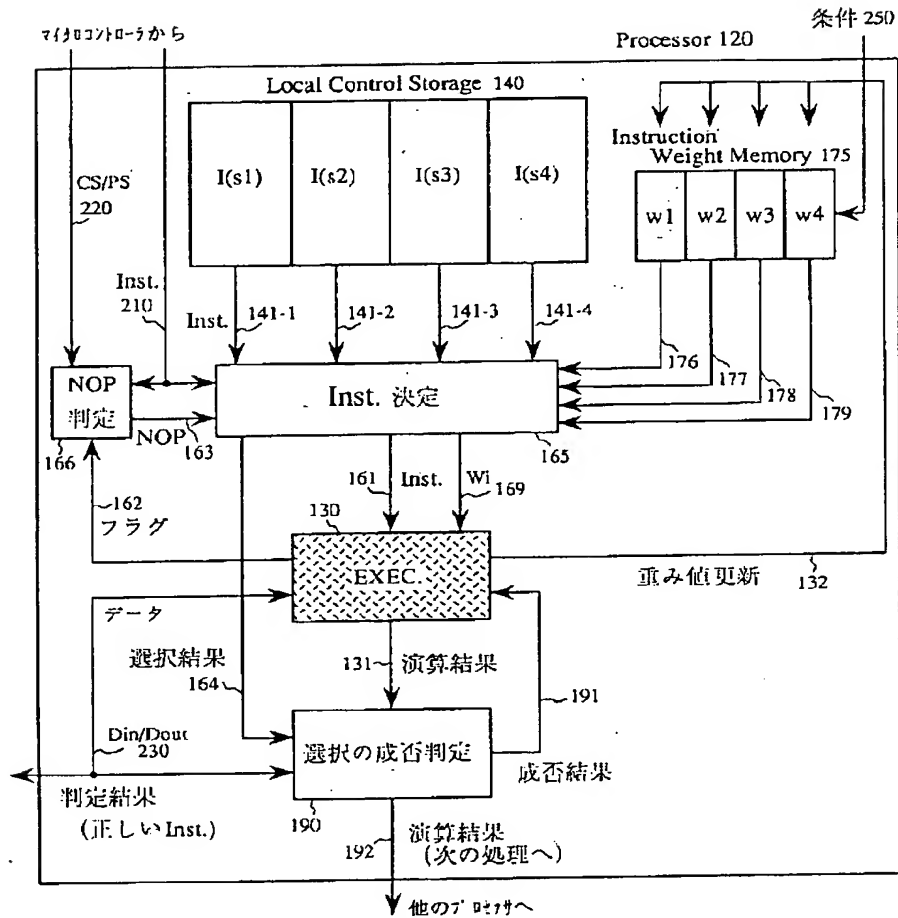 マイクロコントローラから
Processor 120
条件 250
Local Control Storage 140
Instruction
Weight Memory 175
I(s1)
I(s2)
I(s3)
I(s4)
w1
w2
w3
w4
CS/PS
220
Inst.
210
Inst.
141-1
141-2
141-3
141-4
176
177
178
179
NOP
判定
166
NOP
163
Inst. 決定
165
161
Inst.
Wi
169
162
フラグ
130
EXEC.
重み値更新
132
データ
選択結果
164
131
演算結果
191
Din/Dout
230
選択の成否判定
成否結果
判定結果
(正しい Inst.)
190
192
演算結果
(次の処理へ)
他のプロセッサへ